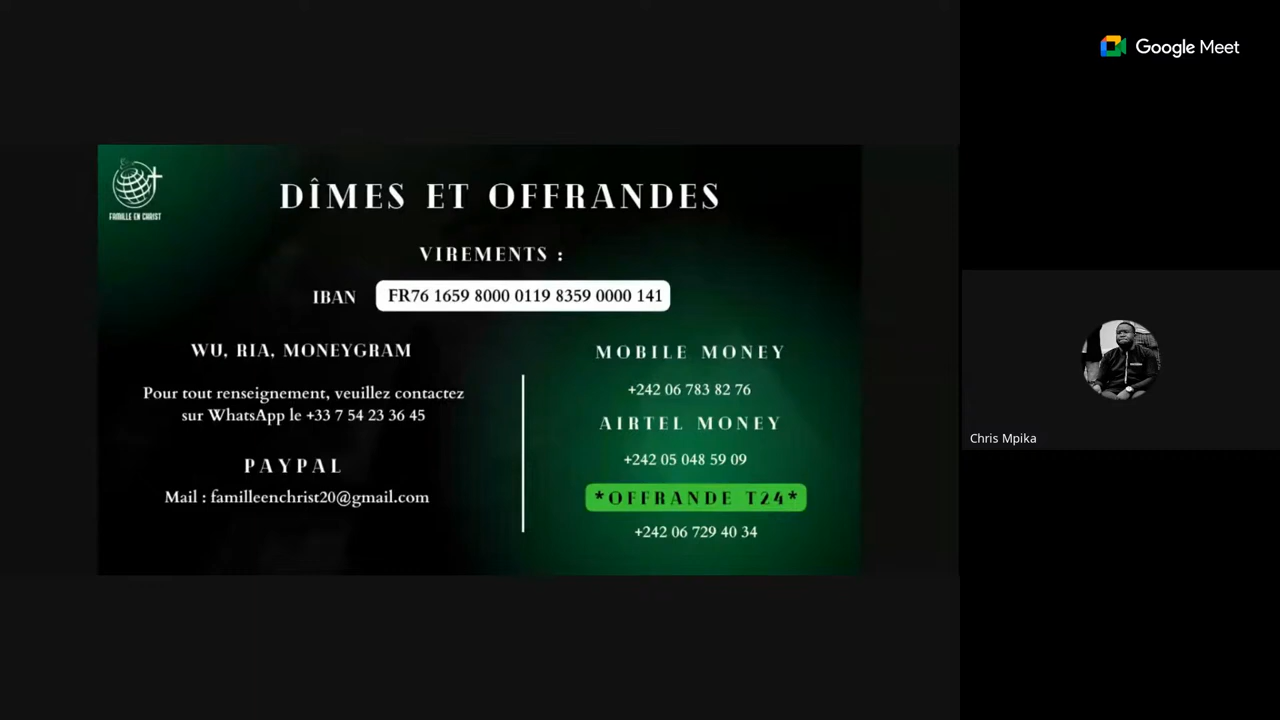 Google Meet
FAMILLE EN CHRIST
DÎMES ET OFFRANDES
VIREMENTS :
IBAN FR76 1659 8000 0119 8359 0000 141
WU, RIA, MONEYGRAM
Pour tout renseignement, veuillez contactez
sur WhatsApp le +33 7 54 23 36 45
PAYPAL
Mail : familleenchrist20@gmail.com
MOBILE MONEY
+242 06 783 82 76
AIRTEL MONEY
+242 05 048 59 09
*OFFRANDE T24*
+242 06 729 40 34
Chris Mpika